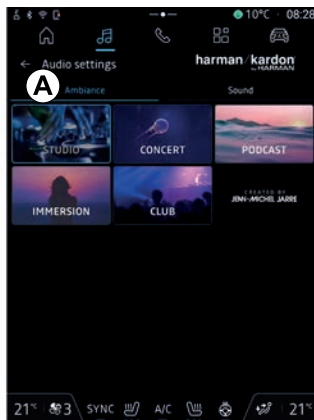 10°C 08:28
← Audio settings
harman/kardon
by HARMAN
A
Ambiance Sound
STUDIO CONCERT PODCAST
IMMERSION CLUB
CREATED BY
JEAN-MICHEL JARRE
21°C 3 SYNC A/C 21°C